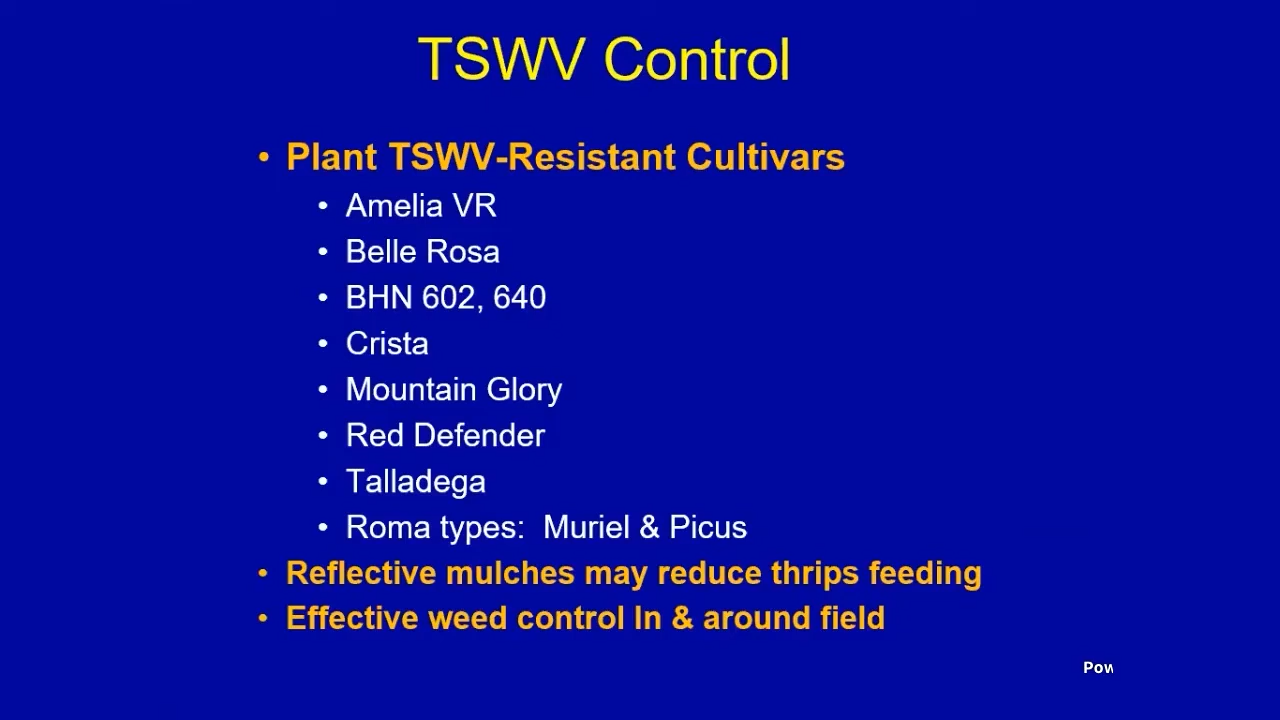 TSWV Control
• Plant TSWV-Resistant Cultivars
• Amelia VR
• Belle Rosa
• BHN 602, 640
• Crista
• Mountain Glory
• Red Defender
• Talladega
• Roma types:  Muriel & Picus
• Reflective mulches may reduce thrips feeding
• Effective weed control In & around field